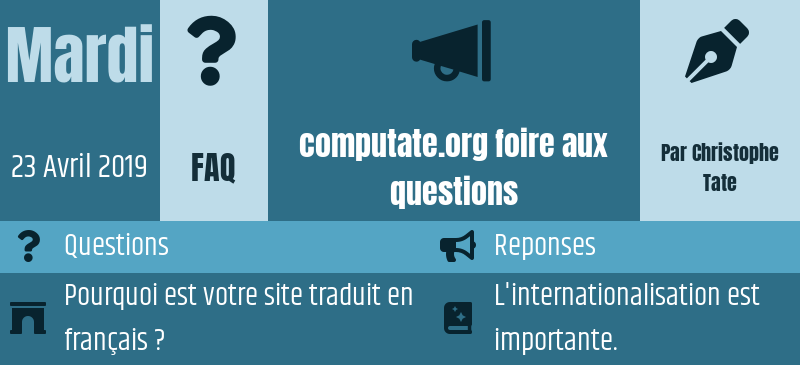 Mardi
23 Avril 2019
FAQ
computate.org foire aux
questions
Par Christophe
Tate
Questions
Reponses
Pourquoi est votre site traduit en
français ?
L'internationalisation est
importante.